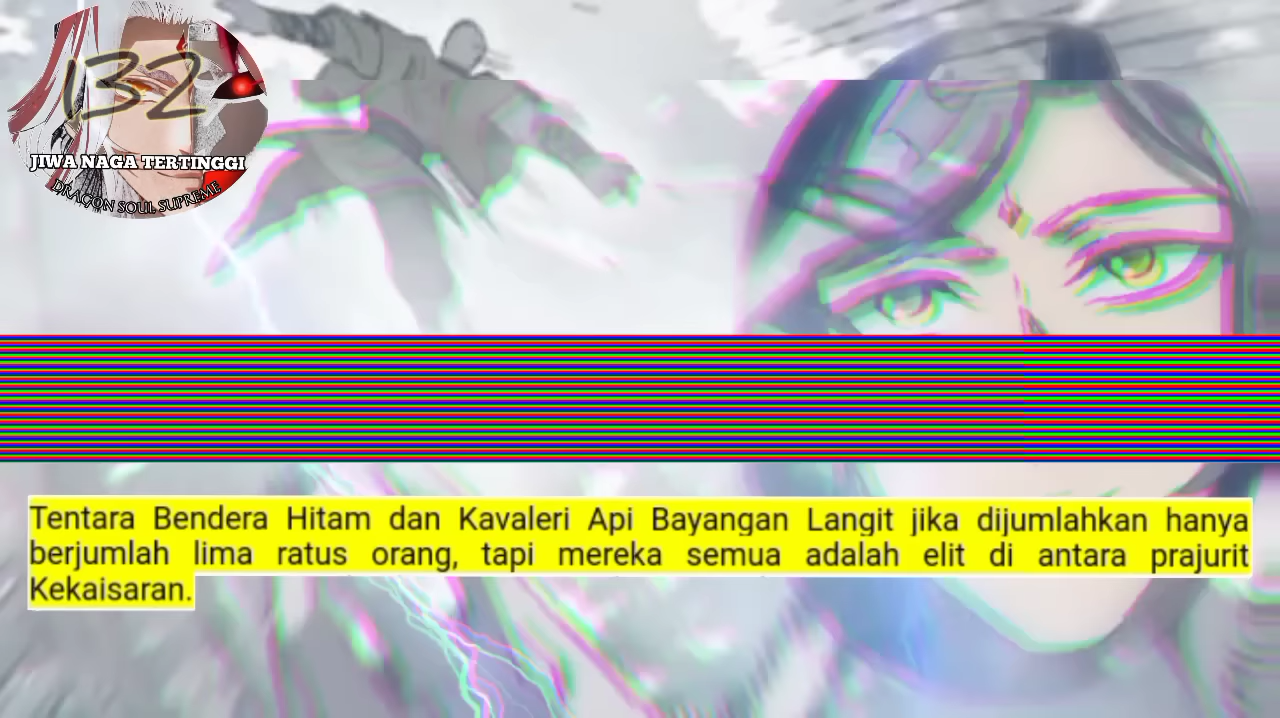 132
JIWA NAGA TERTINGGI
DRAGON SOUL SUPREME
Tentara Bendera Hitam dan Kavaleri Api Bayangan Langit jika dijumlahkan hanya
berjumlah lima ratus orang, tapi mereka semua adalah elit di antara prajurit
Kekaisaran.